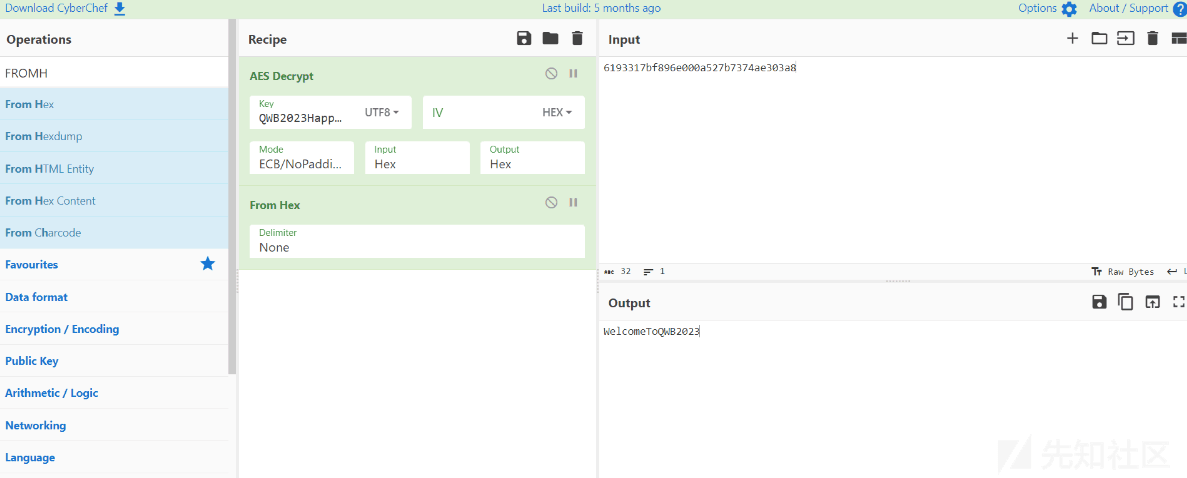 Download CyberChef
Last build: 5 months ago
Options
About / Support
Operations
FROMH
From Hex
From Hexdump
From HTML Entity
From Hex Content
From Charcode
Favourites
Data format
Encryption / Encoding
Public Key
Arithmetic / Logic
Networking
Language
Recipe
AES Decrypt
Key
QWB2023Happ...
UTF8
IV
HEX
Mode
ECB/NoPaddi...
Input
Hex
Output
Hex
From Hex
Delimiter
None
Input
6193317bf896e000a527b7374ae303a8
ABC 32
1
Tт Raw Bytes
Output
WelcomeToQWB2023
先知社区